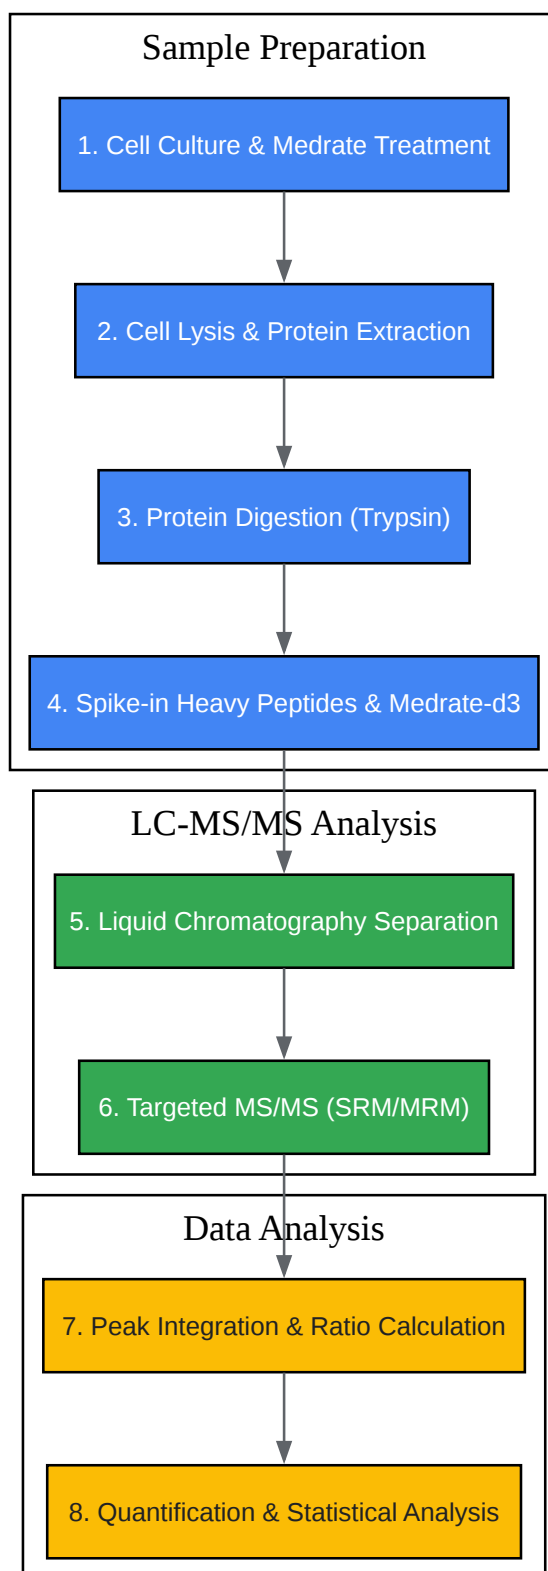 Sample Preparation
1. Cell Culture & Medrate Treatment
2. Cell Lysis & Protein Extraction
3. Protein Digestion (Trypsin)
4. Spike-in Heavy Peptides & Medrate-d3
LC-MS/MS Analysis
5. Liquid Chromatography Separation
6. Targeted MS/MS (SRM/MRM)
Data Analysis
7. Peak Integration & Ratio Calculation
8. Quantification & Statistical Analysis